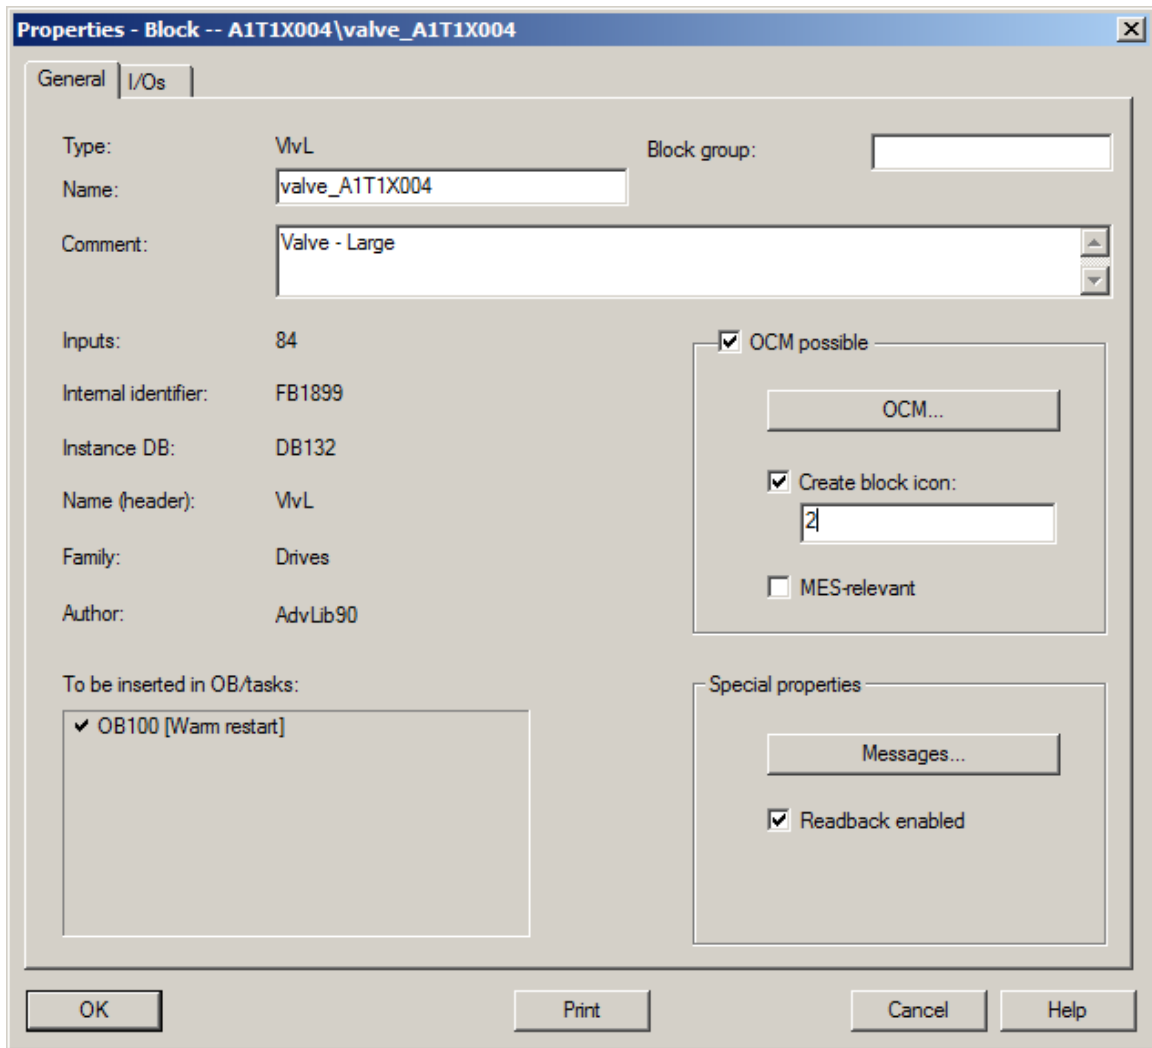 Properties - Block -- A1T1X004\valve_A1T1X004
General I/Os
Type: VlvL Block group:
Name: valve_A1T1X004
Comment: Valve - Large
Inputs: 84
OCM possible
Internal identifier: FB1899
OCM...
Instance DB: DB132
Create block icon:
Name (header): VlvL
2
Family: Drives
MES-relevant
Author: AdvLib90
To be inserted in OB/tasks: Special properties
OB100 [Warm restart]
Messages...
Readback enabled
OK Print Cancel Help